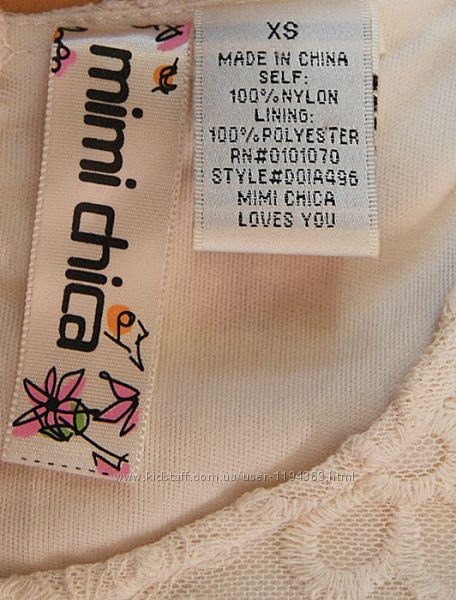 mimi chica
XS
MADE IN CHINA
SELF:
100%NYLON
LINING:
100%POLYESTER
RN#0101070
STYLE#D01A496
MIMI CHICA
LOVES YOU
www.kidstaff.com.ua/user-1194363.html